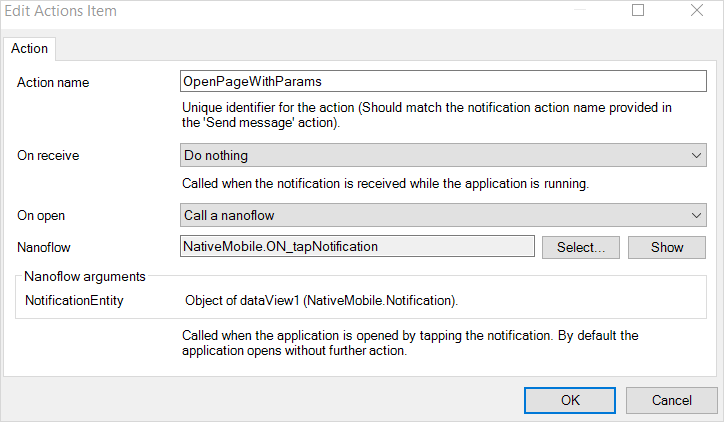 Edit Actions Item
Action
Action name
OpenPageWithParams
Unique identifier for the action (Should match the notification action name provided in
the 'Send message' action).
On receive
Do nothing
Called when the notification is received while the application is running.
On open
Call a nanoflow
Nanoflow
NativeMobile.ON_tapNotification
Select...
Show
Nanoflow arguments
NotificationEntity
Object of dataView1 (NativeMobile.Notification).
Called when the application is opened by tapping the notification. By default the
application opens without further action.
OK
Cancel